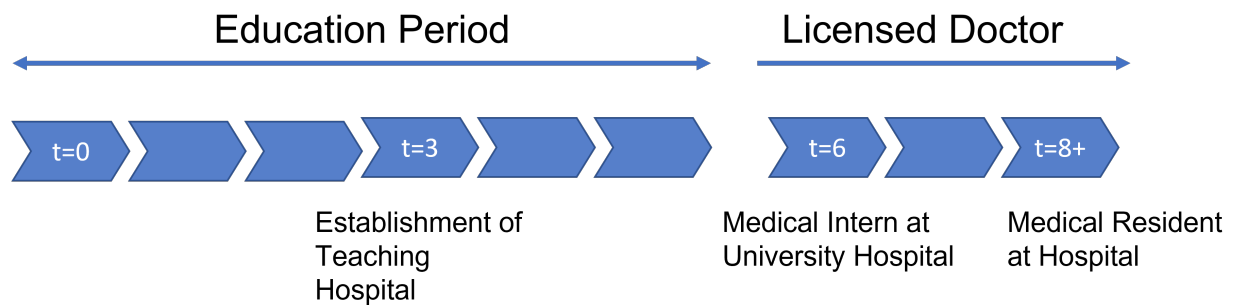 Education Period
Licensed Doctor
t=0
t=3
t=6
t=8+
Establishment of
Teaching
Hospital
Medical Intern at
University Hospital
Medical Resident
at Hospital